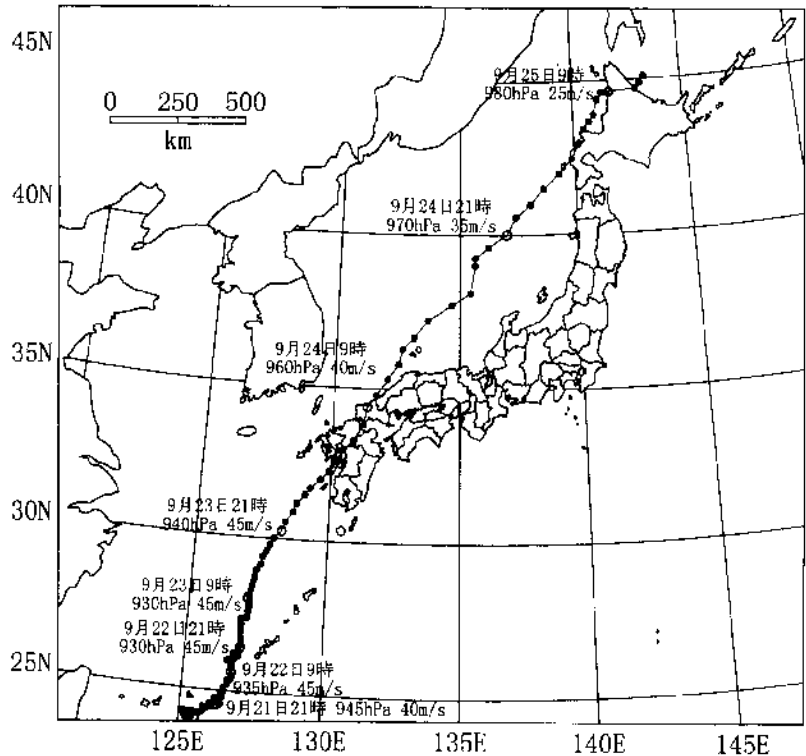 45N
9月25日9時
980hPa 25m/s
0 250 500
km
40N
9月24日21時
970hPa 35m/s
35N
9月24日9時
960hPa 40m/s
30N
9月23日21時
940hPa 45m/s
9月23日9時
930hPa 45m/s
9月22日21時
930hPa 45m/s
25N
9月22日9時
935hPa 45m/s
9月21日21時 945hPa 40m/s
125E 130E 135E 140E 145E